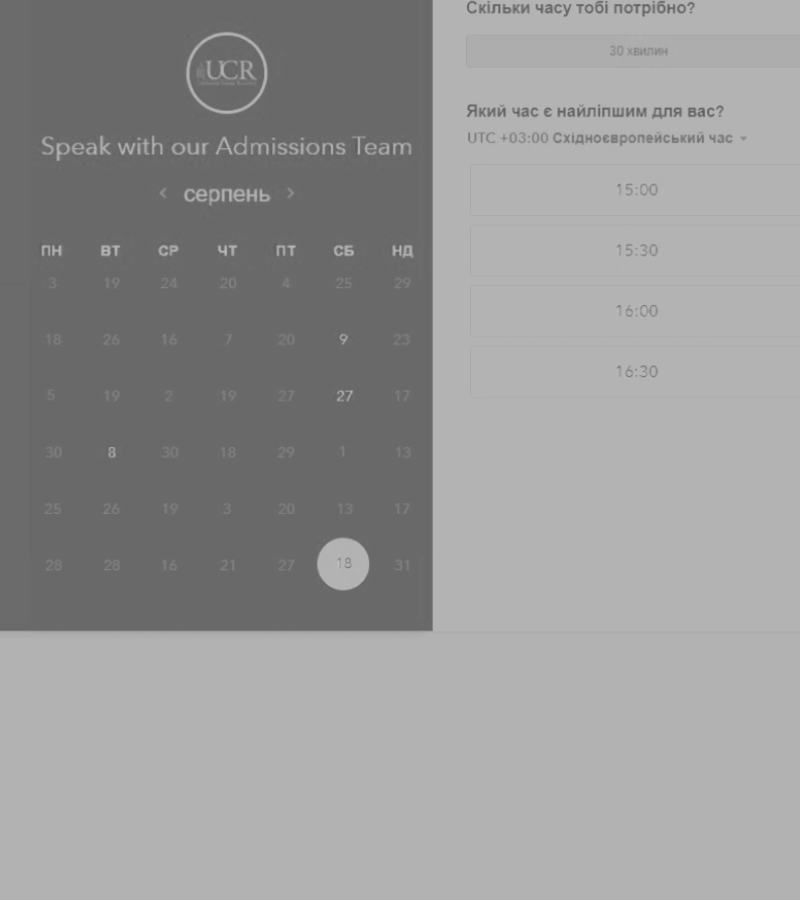 UCR
Speak with our Admissions Team
серпень
ПН ВТ СР ЧТ ПТ СБ НД
3 19 24 20 4 25 29
18 26 16 7 20 9 23
5 19 2 19 27 27 17
30 8 30 18 29 1 13
25 26 19 3 20 13 17
28 28 16 21 27 18 31
Скільки часу тобі потрібно?
30 хвилин
Який час є найліпшим для вас?
UTC +03:00 Східноєвропейський час
15:00
15:30
16:00
16:30